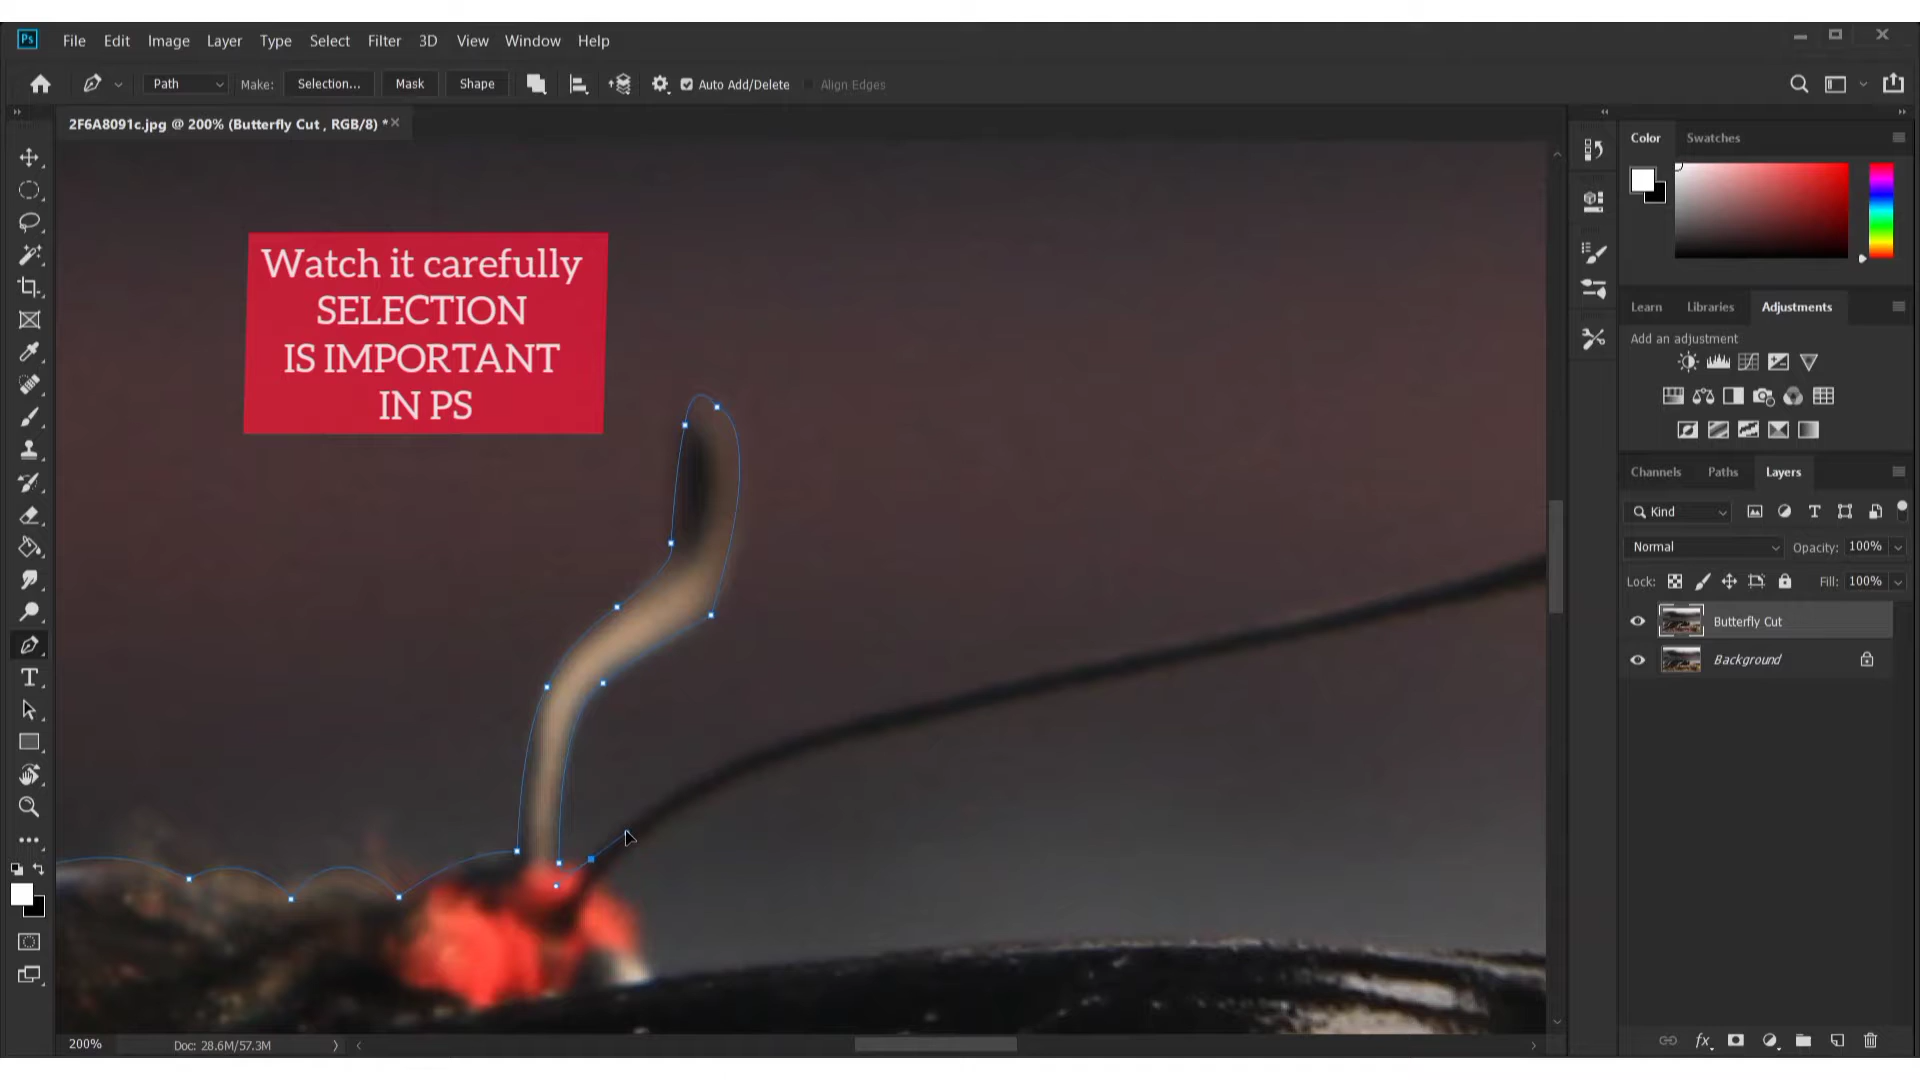 Ps File Edit Image Layer Type Select Filter 3D View Window Help
Path Make: Selection... Mask Shape Auto Add/Delete Align Edges
2F6A8091c.jpg @ 200% (Butterfly Cut , RGB/8) *
Color Swatches
Watch it carefully
SELECTION
IS IMPORTANT
IN PS
Learn Libraries Adjustments
Add an adjustment
Channels Paths Layers
Kind
Normal Opacity: 100%
Lock: Fill: 100%
Butterfly Cut
Background
200% Doc: 28.6M/57.3M